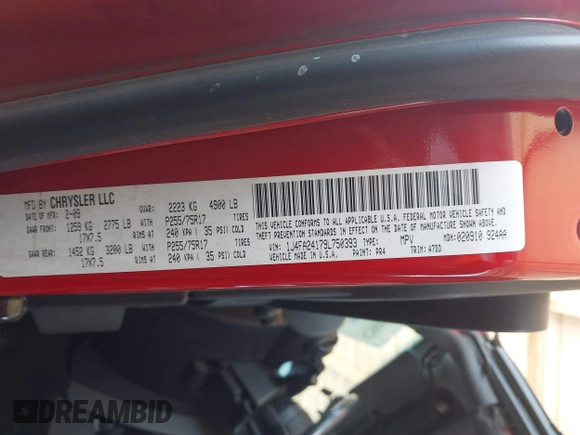 MFD BY CHRYSLER LLC
DATE OF MFR: 2-09 GVWR: 2223 KG 4900 LB
GAWR FRONT: 1259 KG 2775 LB WITH P255/75R17 TIRES
17X7.5 RIMS AT 240 KPA ( 35 PSI) COLD
GAWR REAR: 1452 KG 3200 LB WITH P255/75R17 TIRES
17X7.5 RIMS AT 240 KPA ( 35 PSI) COLD
THIS VEHICLE CONFORMS TO ALL APPLICABLE U.S.A. FEDERAL MOTOR VEHICLE SAFETY AND
THEFT PREVENTION STANDARDS IN EFFECT ON THE DATE OF MANUFACTURE SHOWN ABOVE.
VIN: 1J4FA24179L750393 MPV MDH: 020910 924AA
VEHICLE MADE IN U.S.A. PAINT: PR4 TRIM: A7DD
DREAMBID